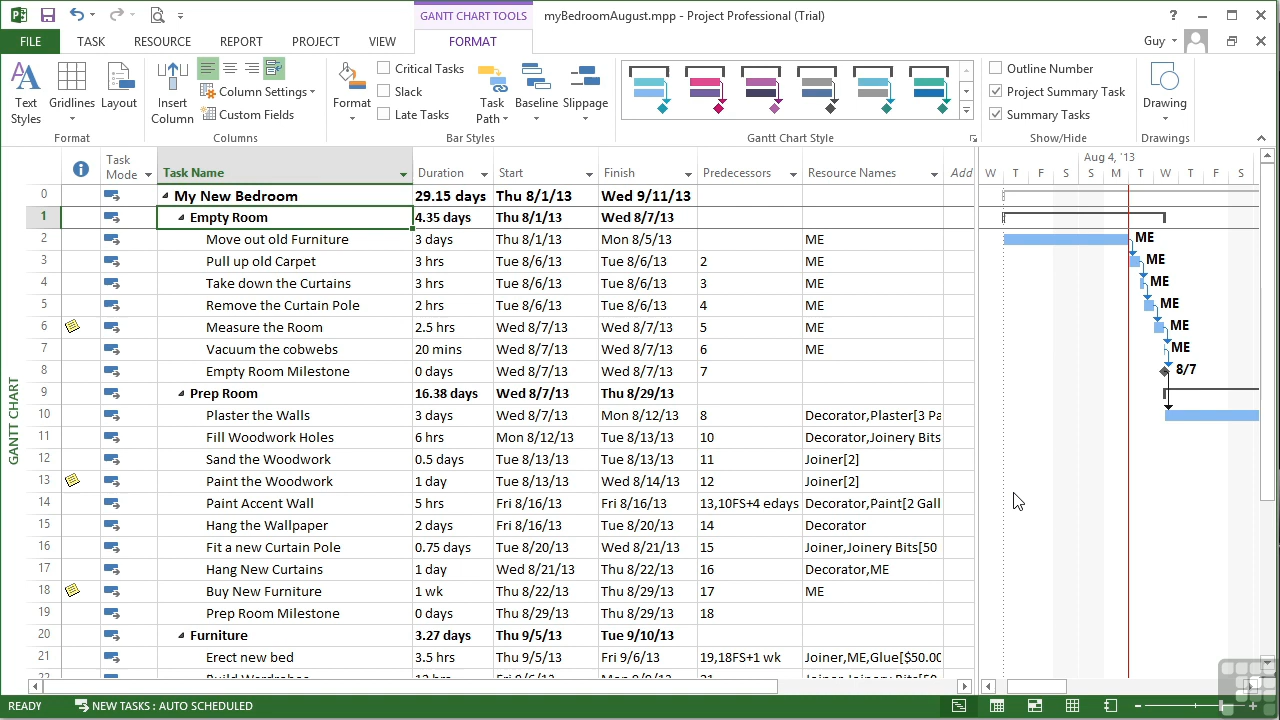 GANTT CHART TOOLS
myBedroomAugust.mpp - Project Professional (Trial)
?
FILE TASK RESOURCE REPORT PROJECT VIEW FORMAT
Guy
Text Styles
Gridlines
Layout
Format
Insert Column
Column Settings
Custom Fields
Columns
Format
Critical Tasks
Slack
Late Tasks
Task Path
Baseline
Slippage
Bar Styles
Gantt Chart Style
Outline Number
Project Summary Task
Summary Tasks
Show/Hide
Drawing
Drawings
Task Mode Task Name Duration Start Finish Predecessors Resource Names Add
Aug 4, '13
W T F S S M T W T F S
0 My New Bedroom 29.15 days Thu 8/1/13 Wed 9/11/13
1 Empty Room 4.35 days Thu 8/1/13 Wed 8/7/13
2 Move out old Furniture 3 days Thu 8/1/13 Mon 8/5/13 ME ME
3 Pull up old Carpet 3 hrs Tue 8/6/13 Tue 8/6/13 2 ME ME
4 Take down the Curtains 3 hrs Tue 8/6/13 Tue 8/6/13 3 ME ME
5 Remove the Curtain Pole 2 hrs Tue 8/6/13 Tue 8/6/13 4 ME ME
6 Measure the Room 2.5 hrs Wed 8/7/13 Wed 8/7/13 5 ME ME
7 Vacuum the cobwebs 20 mins Wed 8/7/13 Wed 8/7/13 6 ME ME
8 Empty Room Milestone 0 days Wed 8/7/13 Wed 8/7/13 7 8/7
9 Prep Room 16.38 days Wed 8/7/13 Thu 8/29/13
10 Plaster the Walls 3 days Wed 8/7/13 Mon 8/12/13 8 Decorator,Plaster[3 Pa
11 Fill Woodwork Holes 6 hrs Mon 8/12/13 Tue 8/13/13 10 Decorator,Joinery Bits
12 Sand the Woodwork 0.5 days Tue 8/13/13 Tue 8/13/13 11 Joiner[2]
13 Paint the Woodwork 1 day Tue 8/13/13 Wed 8/14/13 12 Joiner[2]
14 Paint Accent Wall 5 hrs Fri 8/16/13 Fri 8/16/13 13,10FS+4 edays Decorator,Paint[2 Gall
15 Hang the Wallpaper 2 days Fri 8/16/13 Tue 8/20/13 14 Decorator
16 Fit a new Curtain Pole 0.75 days Tue 8/20/13 Wed 8/21/13 15 Joiner,Joinery Bits[50
17 Hang New Curtains 1 day Wed 8/21/13 Thu 8/22/13 16 Decorator,ME
18 Buy New Furniture 1 wk Thu 8/22/13 Thu 8/29/13 17 ME
19 Prep Room Milestone 0 days Thu 8/29/13 Thu 8/29/13 18
20 Furniture 3.27 days Thu 9/5/13 Tue 9/10/13
21 Erect new bed 3.5 hrs Thu 9/5/13 Fri 9/6/13 19,18FS+1 wk Joiner,ME,Glue[$50.00
GANTT CHART
READY NEW TASKS : AUTO SCHEDULED